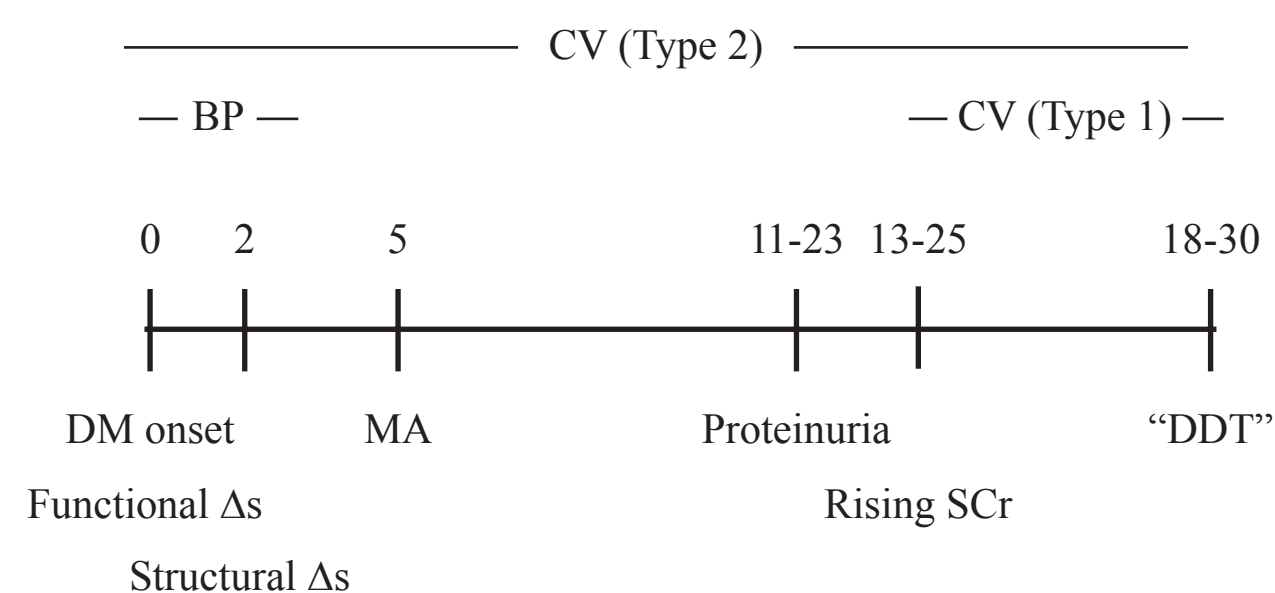 CV (Type 2)
BP
CV (Type 1)
0 2 5 11-23 13-25 18-30
DM onset MA Proteinuria “DDT”
Functional Δs Rising SCr
Structural Δs